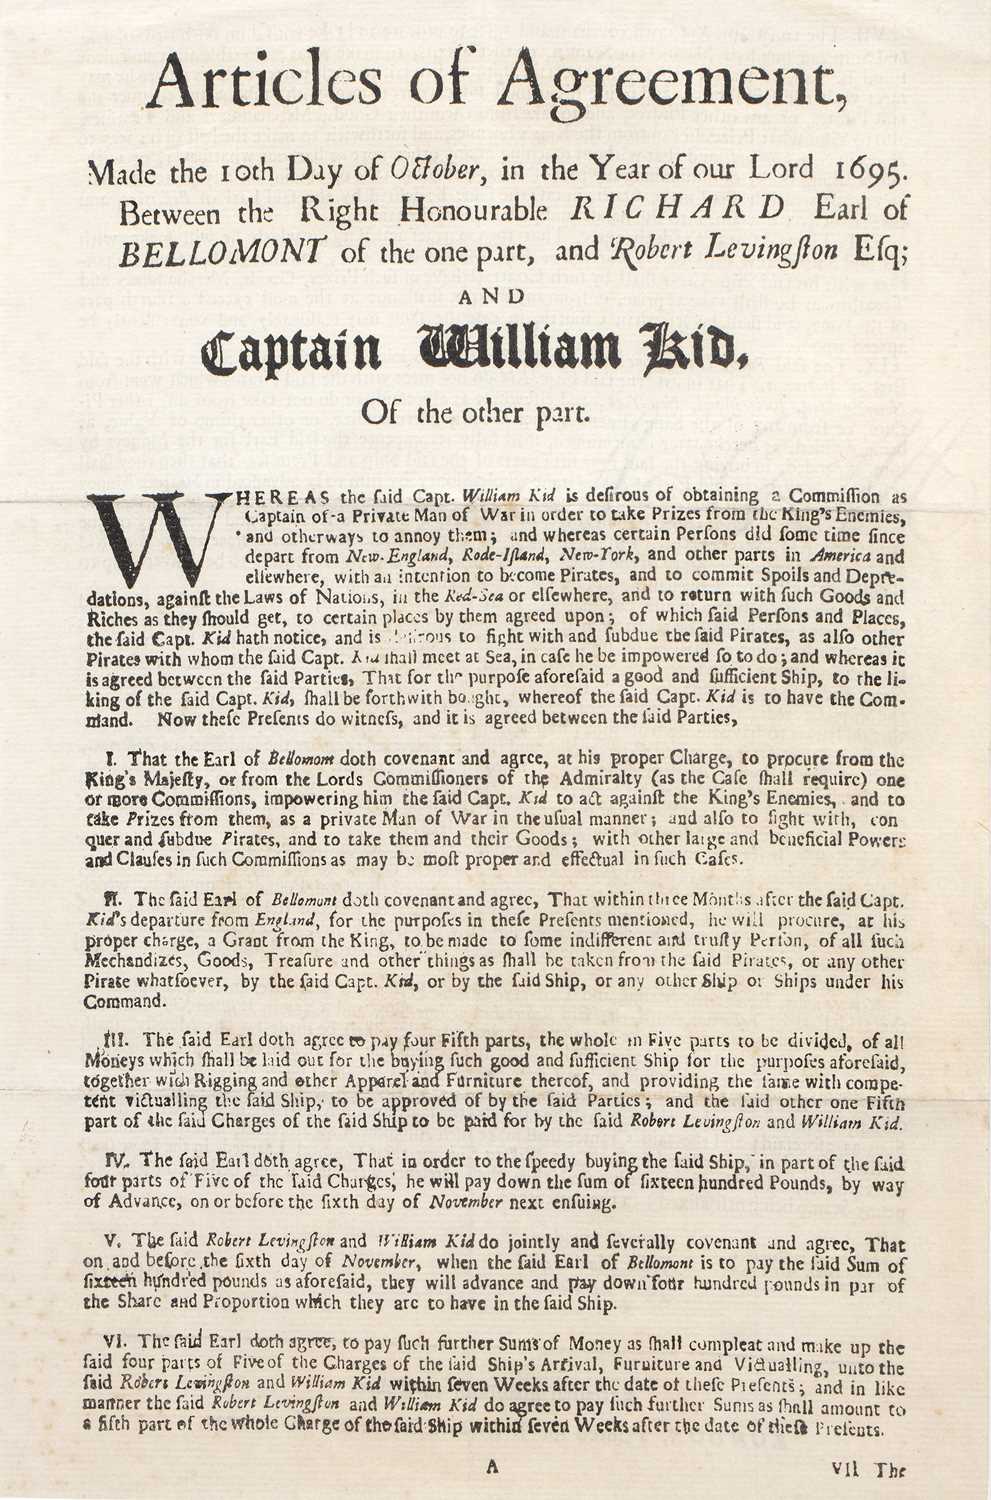 Articles of Agreement,
Made the 10th Day of October, in the Year of our Lord 1695.
Between the Right Honourable RICHARD Earl of
BELLOMONT of the one part, and Robert Levingſton Eſq;
AND
Captain William Kid,
Of the other part.
WHEREAS the ſaid Capt. William Kid is deſirous of obtaining a Commiſſion as
Captain of a Private Man of War in order to take Prizes from the King's Enemies,
and otherways to annoy them; and whereas certain Perſons did ſome time ſince
depart from New-England, Rode-Iſland, New-York, and other parts in America and
elſewhere, with an intention to become Pirates, and to commit Spoils and Depre-
dations, againſt the Laws of Nations, in the Red-Sea or elſewhere, and to return with ſuch Goods and
Riches as they ſhould get, to certain places by them agreed upon; of which ſaid Perſons and Places,
the ſaid Capt. Kid hath notice, and is deſirous to fight with and ſubdue the ſaid Pirates, as alſo other
Pirates with whom the ſaid Capt. Kid ſhall meet at Sea, in caſe he be impowered ſo to do; and whereas it
is agreed between the ſaid Parties, That for the purpoſe aforeſaid a good and ſufficient Ship, to the li-
king of the ſaid Capt. Kid, ſhall be forthwith bought, whereof the ſaid Capt. Kid is to have the Com-
mand. Now theſe Preſents do witneſs, and it is agreed between the ſaid Parties,
I. That the Earl of Bellomont doth covenant and agree, at his proper Charge, to procure from the
King's Majeſty, or from the Lords Commiſſioners of the Admiralty (as the Caſe ſhall require) one
or more Commiſſions, impowering him the ſaid Capt. Kid to act againſt the King's Enemies, and to
take Prizes from them, as a private Man of War in the uſual manner; and alſo to fight with, con
quer and ſubdue Pirates, and to take them and their Goods; with other large and beneficial Powers
and Clauſes in ſuch Commiſſions as may be moſt proper and effectual in ſuch Caſes.
II. The ſaid Earl of Bellomont doth covenant and agree, That within three Months after the ſaid Capt.
Kid's departure from England, for the purpoſes in theſe Preſents mentioned, he will procure, at his
proper charge, a Grant from the King, to be made to ſome indifferent and truſty Perſon, of all ſuch
Mechandizes, Goods, Treaſure and other things as ſhall be taken from the ſaid Pirates, or any other
Pirate whatſoever, by the ſaid Capt. Kid, or by the ſaid Ship, or any other Ship or Ships under his
Command.
III. The ſaid Earl doth agree to pay four Fifth parts, the whole in Five parts to be divided, of all
Moneys which ſhall be laid out for the buying ſuch good and ſufficient Ship for the purpoſes aforeſaid,
together with Rigging and other Apparel and Furniture thereof, and providing the ſame with compe-
tent victualling the ſaid Ship, to be approved of by the ſaid Parties; and the ſaid other one Fifth
part of the ſaid Charges of the ſaid Ship to be paid for by the ſaid Robert Levingſton and William Kid.
IV. The ſaid Earl doth agree, That in order to the ſpeedy buying the ſaid Ship, in part of the ſaid
four parts of Five of the ſaid Charges, he will pay down the ſum of ſixteen hundred Pounds, by way
of Advance, on or before the ſixth day of November next enſuing.
V. The ſaid Robert Levingſton and William Kid do jointly and ſeverally covenant and agree, That
on and before the ſixth day of November, when the ſaid Earl of Bellomont is to pay the ſaid Sum of
ſixteen hundred pounds as aforeſaid, they will advance and pay down four hundred pounds in par of
the Share and Proportion which they are to have in the ſaid Ship.
VI. The ſaid Earl doth agree, to pay ſuch further Sums of Money as ſhall compleat and make up the
ſaid four parts of Five of the Charges of the ſaid Ship's Arrival, Furuiture and Victualling, unto the
ſaid Robert Levingſton and William Kid within ſeven Weeks after the date of theſe Preſents; and in like
manner the ſaid Robert Levingſton and William Kid do agree to pay ſuch further Sums as ſhall amount to
a fifth part of the whole Charge of the ſaid Ship within ſeven Weeks after the date of theſe Preſents.
A
VII The